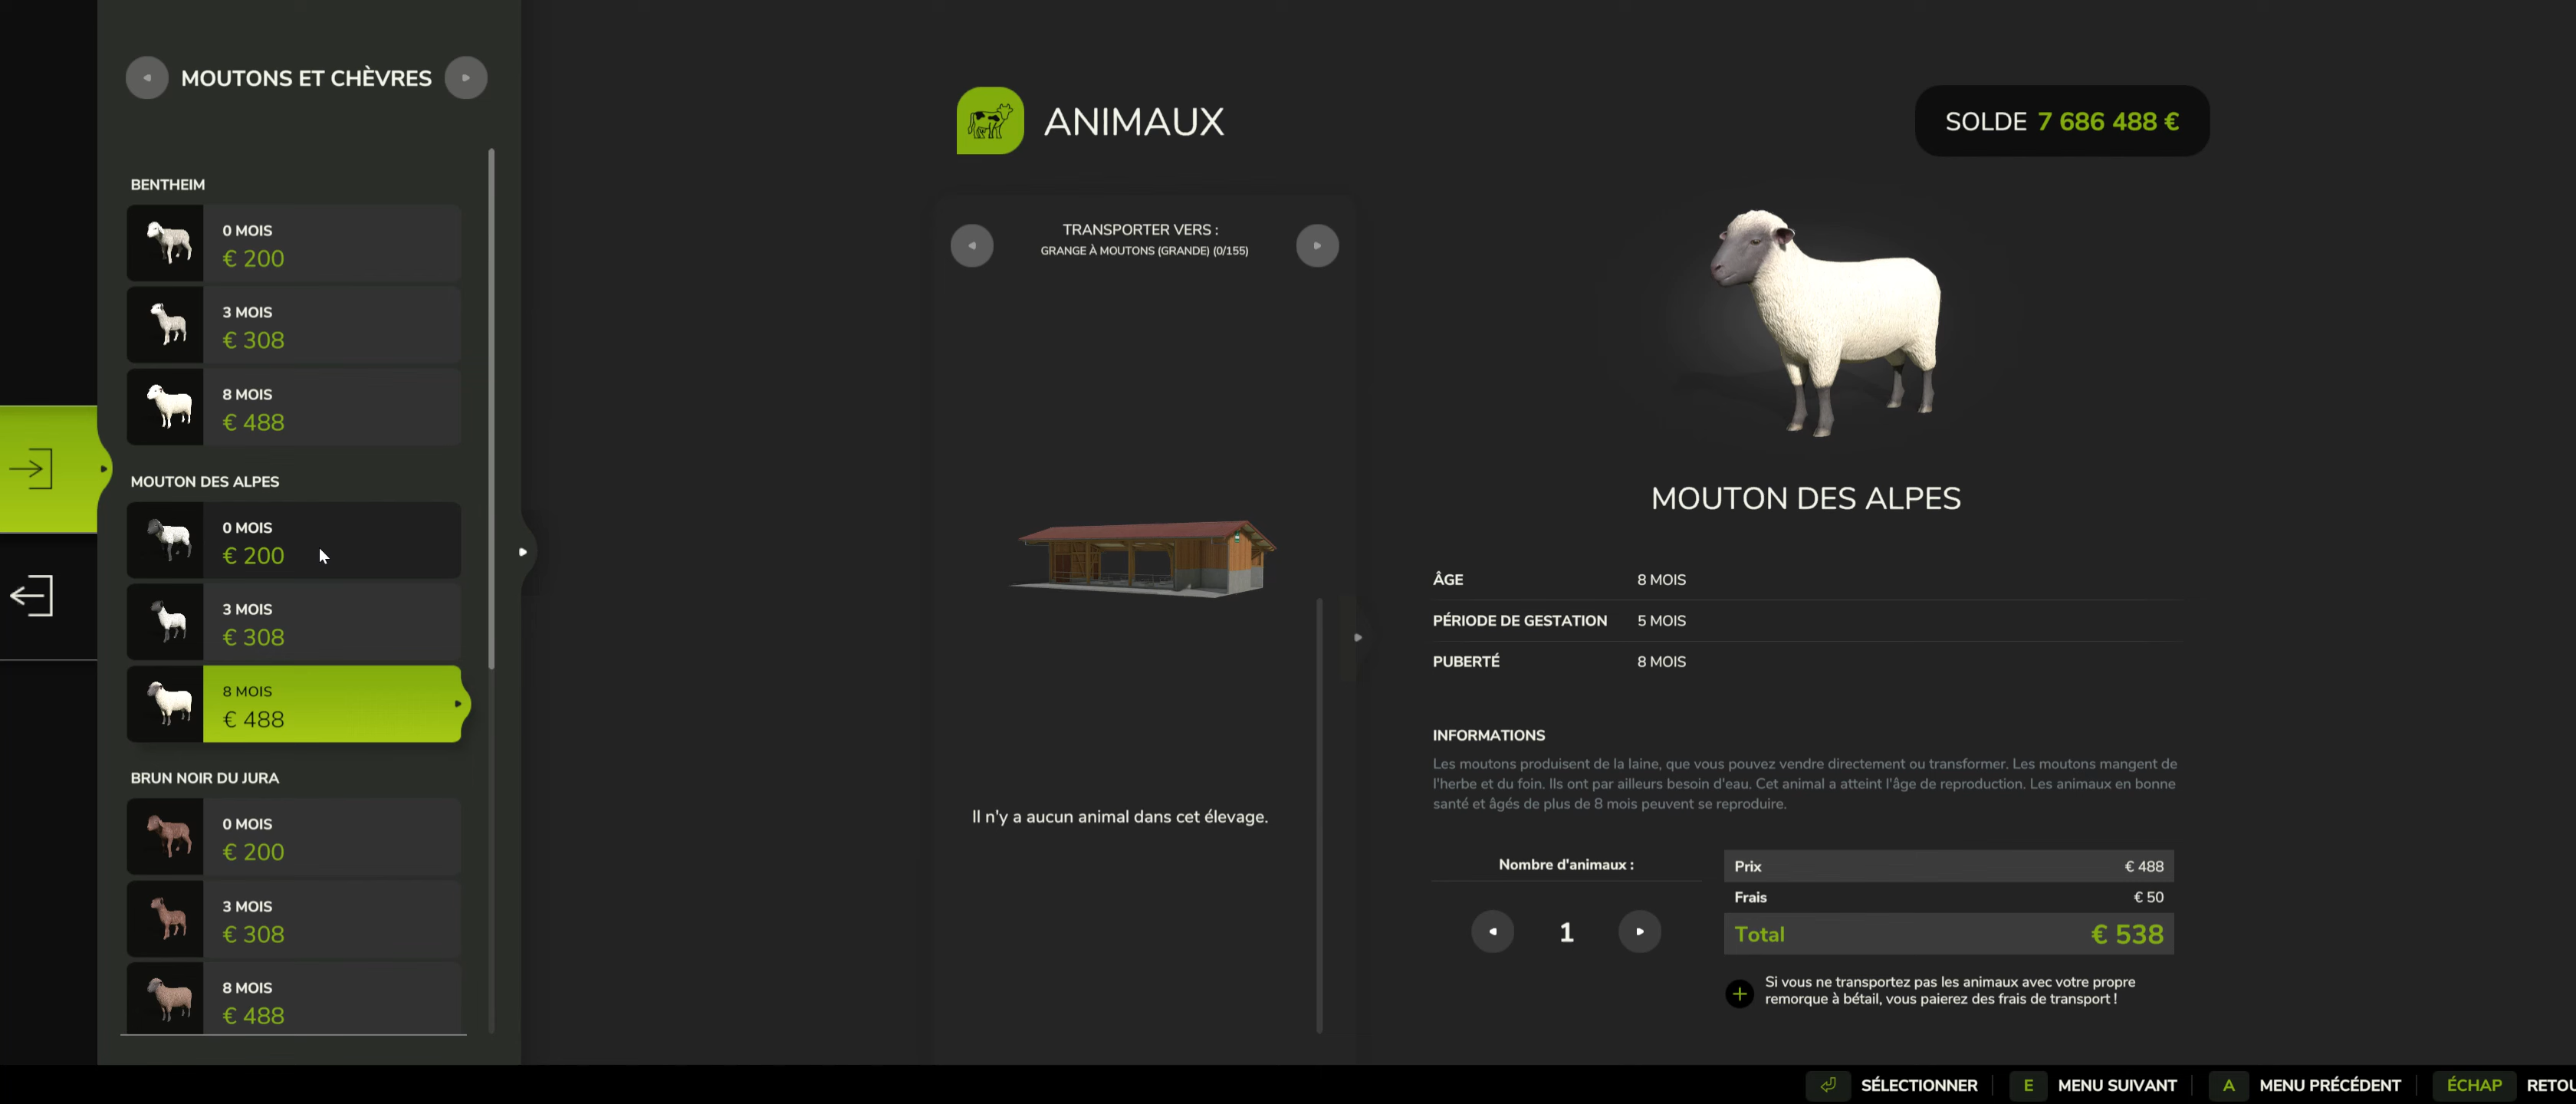 MOUTONS ET CHÈVRES
BENTHEIM
0 MOIS
€ 200
3 MOIS
€ 308
8 MOIS
€ 488
MOUTON DES ALPES
0 MOIS
€ 200
3 MOIS
€ 308
8 MOIS
€ 488
BRUN NOIR DU JURA
0 MOIS
€ 200
3 MOIS
€ 308
8 MOIS
€ 488
ANIMAUX
TRANSPORTER VERS :
GRANGE À MOUTONS (GRANDE) (0/155)
Il n'y a aucun animal dans cet élevage.
SOLDE 7 686 488 €
MOUTON DES ALPES
ÂGE 8 MOIS
PÉRIODE DE GESTATION 5 MOIS
PUBERTÉ 8 MOIS
INFORMATIONS
Les moutons produisent de la laine, que vous pouvez vendre directement ou transformer. Les moutons mangent de
l'herbe et du foin. Ils ont par ailleurs besoin d'eau. Cet animal a atteint l'âge de reproduction. Les animaux en bonne
santé et âgés de plus de 8 mois peuvent se reproduire.
Nombre d'animaux :
1
Prix € 488
Frais € 50
Total € 538
Si vous ne transportez pas les animaux avec votre propre
remorque à bétail, vous paierez des frais de transport !
SÉLECTIONNER E MENU SUIVANT A MENU PRÉCÉDENT ÉCHAP RETOU